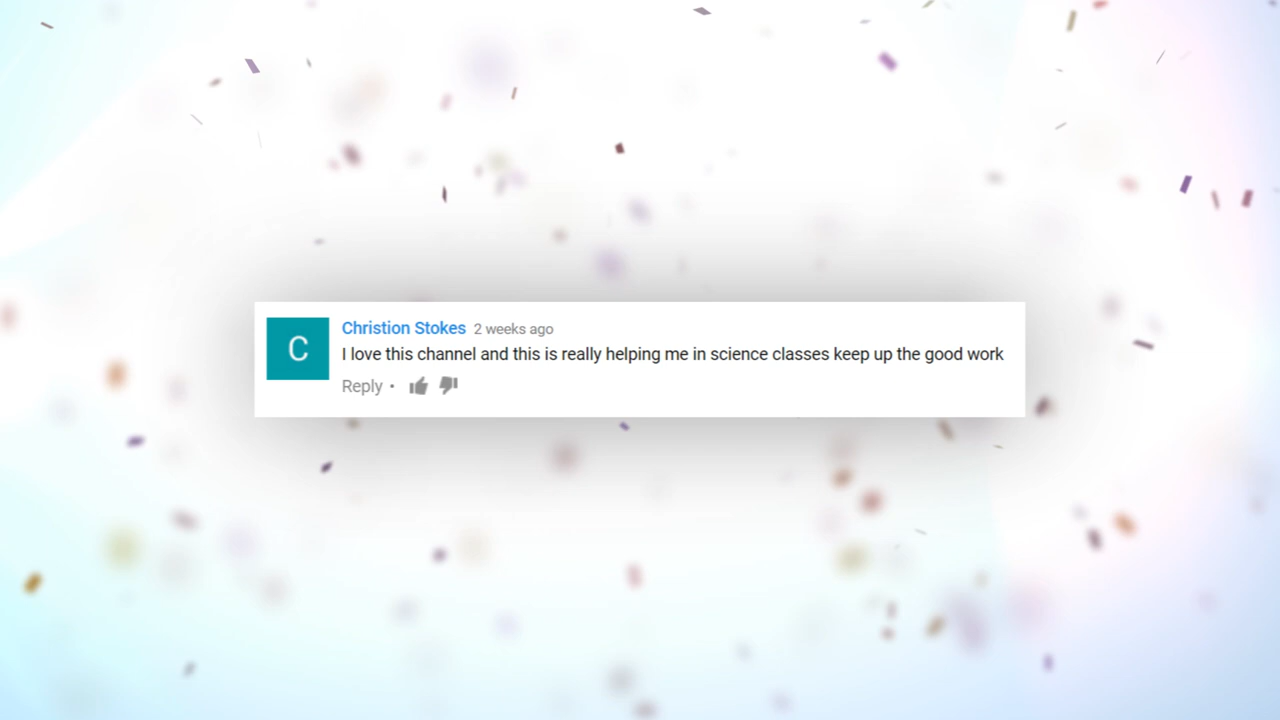 C
Christion Stokes 2 weeks ago
I love this channel and this is really helping me in science classes keep up the good work
Reply •